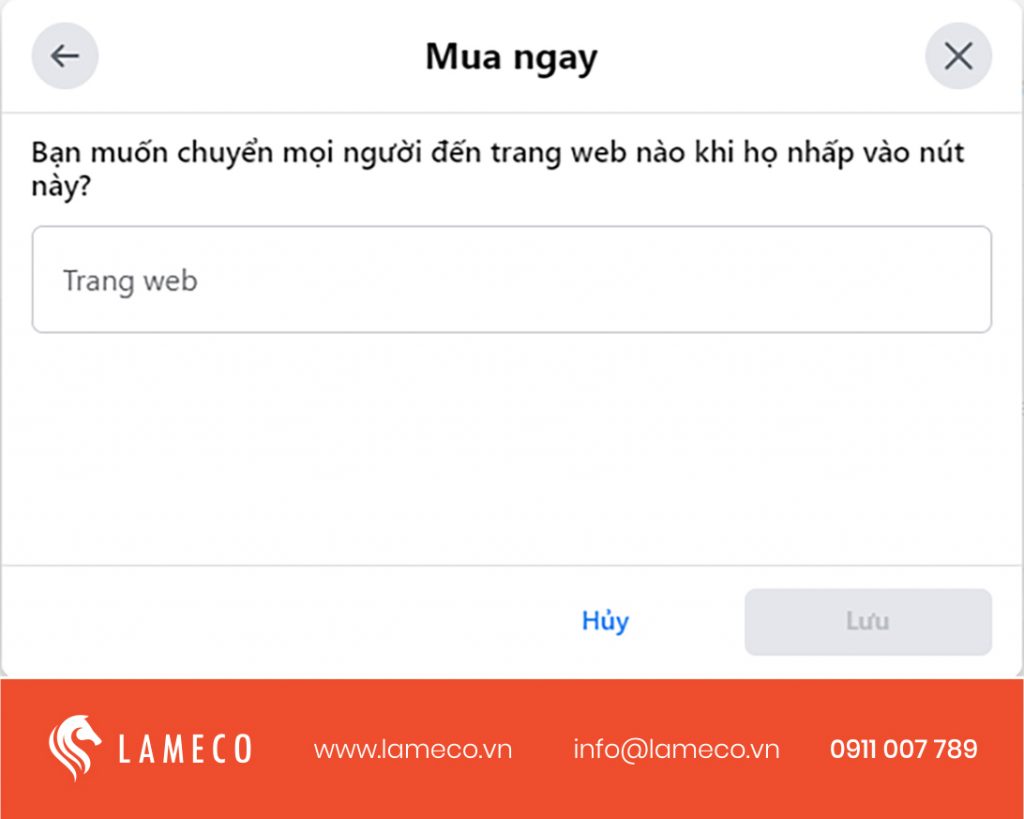 Mua ngay
Bạn muốn chuyển mọi người đến trang web nào khi họ nhấp vào nút
này?
Trang web
Hủy Lưu
LAMECO www.lameco.vn info@lameco.vn 0911 007 789